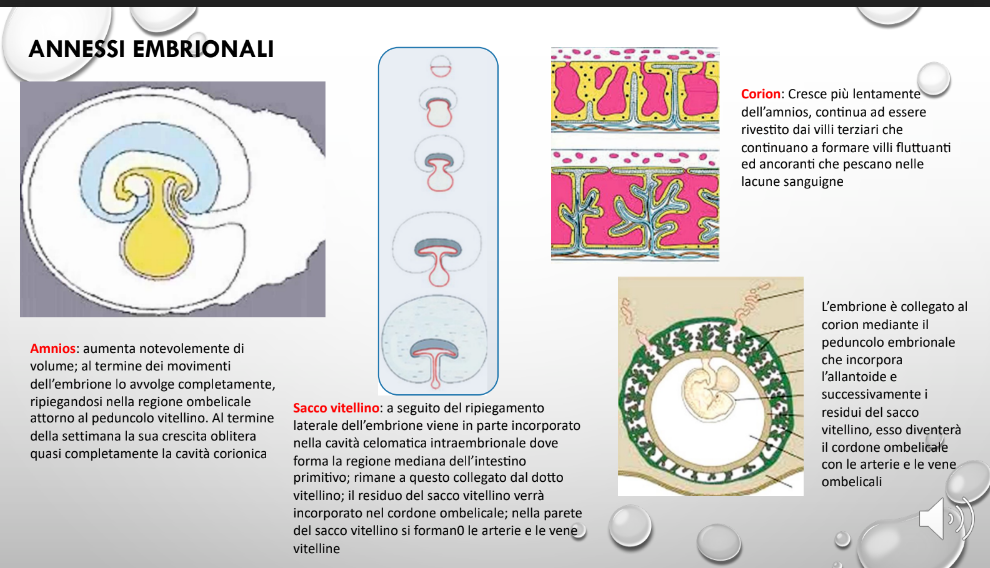 ANNESSI EMBRIONALI
Corion: Cresce più lentamente
dell'amnios, continua ad essere
rivestito dai villi terziari che
continuano a formare villi fluttuanti
ed ancoranti che pescano nelle
lacune sanguigne
Amnios: aumenta notevolemente di
volume; al termine dei movimenti
dell'embrione lo avvolge completamente,
ripiegandosi nella regione ombelicale
attorno al peduncolo vitellino. Al termine
della settimana la sua crescita oblitera
quasi completamente la cavità corionica
Sacco vitellino: a seguito del ripiegamento
laterale dell'embrione viene in parte incorporato
nella cavità celomatica intraembrionale dove
forma la regione mediana dell'intestino
primitivo; rimane a questo collegato dal dotto
vitellino; il residuo del sacco vitellino verrà
incorporato nel cordone ombelicale; nella parete
del sacco vitellino si forman0 le arterie e le vene
vitelline
L'embrione è collegato al
corion mediante il
peduncolo embrionale
che incorpora
l'allantoide e
successivamente i
residui del sacco
vitellino, esso diventerà
il cordone ombelicale
con le arterie e le vene
ombelicali